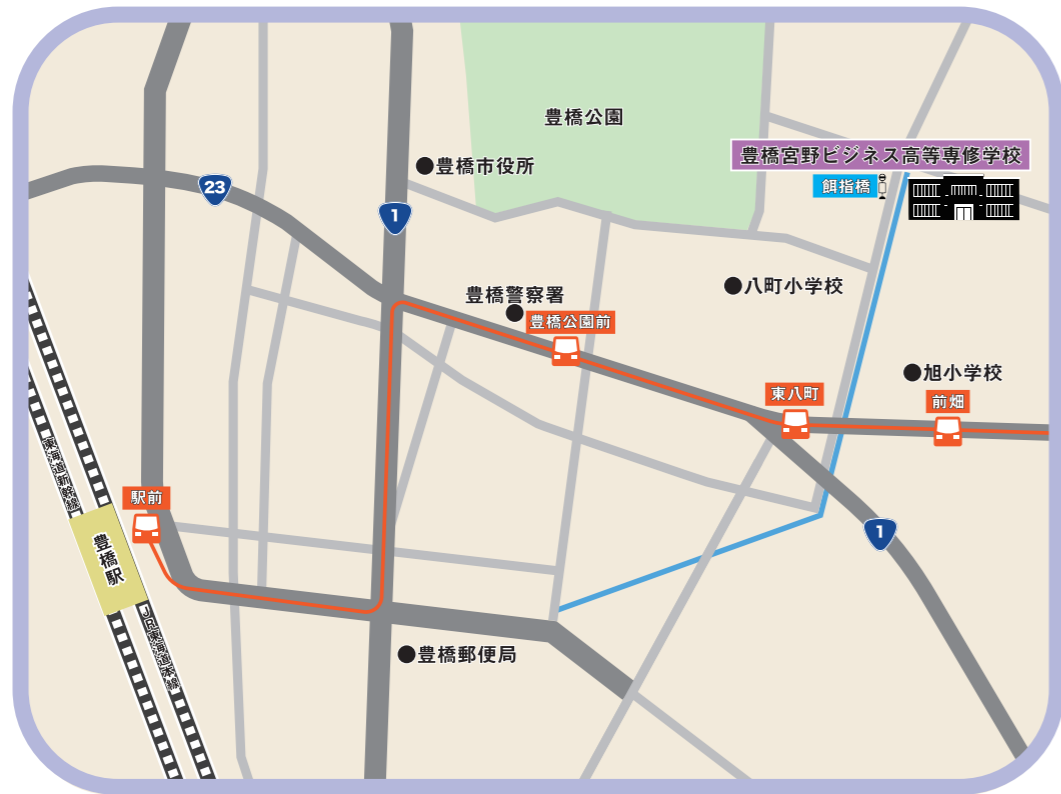 豊橋公園
豊橋市役所
豊橋宮野ビジネス高等専修学校
餌指橋
23
1
八町小学校
豊橋警察署
豊橋公園前
旭小学校
東八町
前畑
東海道新幹線
駅前
豊橋駅
1
JR東海道本線
豊橋郵便局